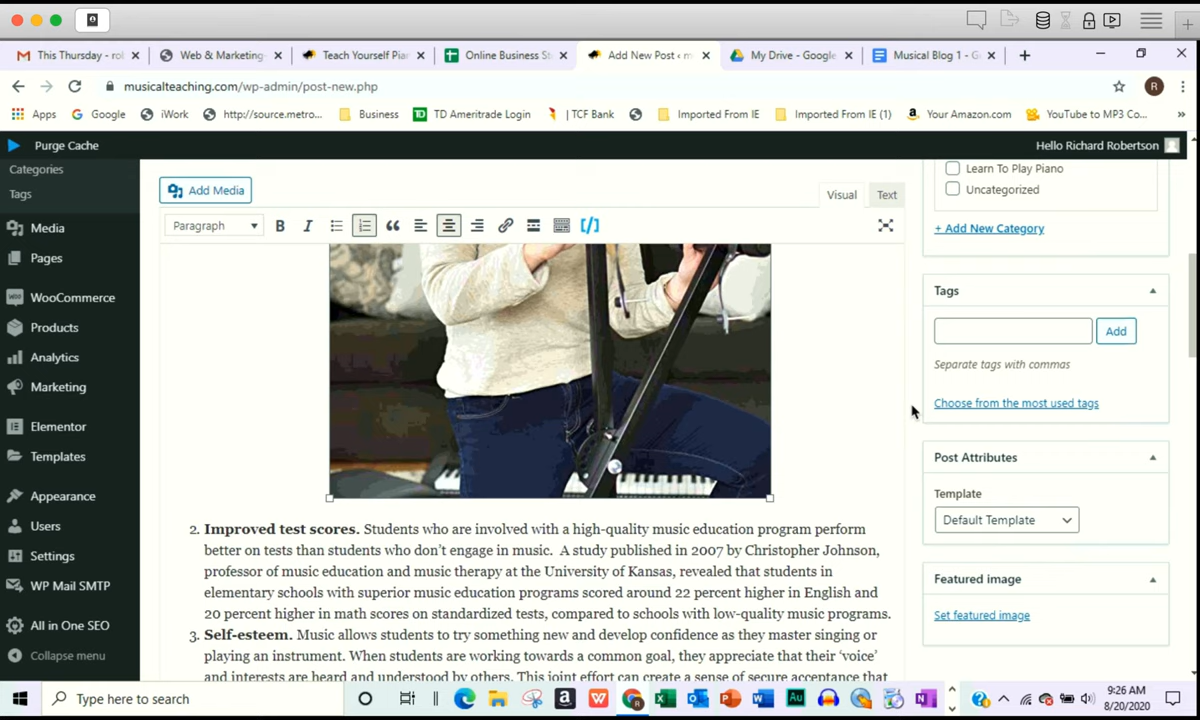 This Thursday - ro
Web & Marketing
Teach Yourself Pia
Online Business St
Add New Post ‹ m
My Drive - Google
Musical Blog 1 - G
musicalteaching.com/wp-admin/post-new.php
R
Apps
Google
iWork
http://source.metro...
Business
TD Ameritrade Login
| TCF Bank
Imported From IE
Imported From IE (1)
Your Amazon.com
YouTube to MP3 Co...
»
Purge Cache
Hello Richard Robertson
Categories
Tags
Media
Pages
WooCommerce
Products
Analytics
Marketing
Elementor
Templates
Appearance
Users
Settings
WP Mail SMTP
All in One SEO
Collapse menu
Add Media
Visual
Text
Paragraph
B
I
2. Improved test scores. Students who are involved with a high-quality music education program perform
better on tests than students who don't engage in music. A study published in 2007 by Christopher Johnson,
professor of music education and music therapy at the University of Kansas, revealed that students in
elementary schools with superior music education programs scored around 22 percent higher in English and
20 percent higher in math scores on standardized tests, compared to schools with low-quality music programs.
3. Self-esteem. Music allows students to try something new and develop confidence as they master singing or
playing an instrument. When students are working towards a common goal, they appreciate that their ‘voice’
and interests are heard and understood by others. This joint effort can create a sense of secure acceptance that
Learn To Play Piano
Uncategorized
+ Add New Category
Tags
Add
Separate tags with commas
Choose from the most used tags
Post Attributes
Template
Default Template
Featured image
Set featured image
Type here to search
9:26 AM
8/20/2020